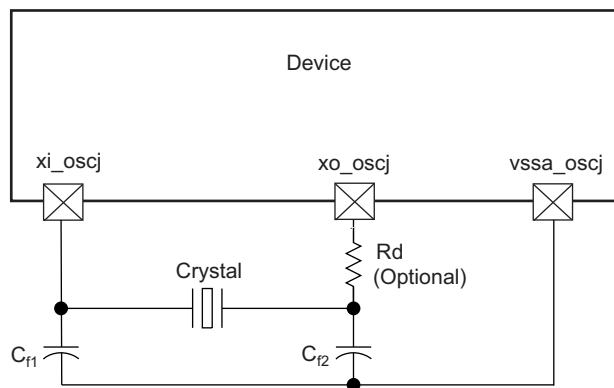 Device
xi_oscj
xo_oscj
vssa_oscj
Rd
(Optional)
Crystal
Cf1
Cf2